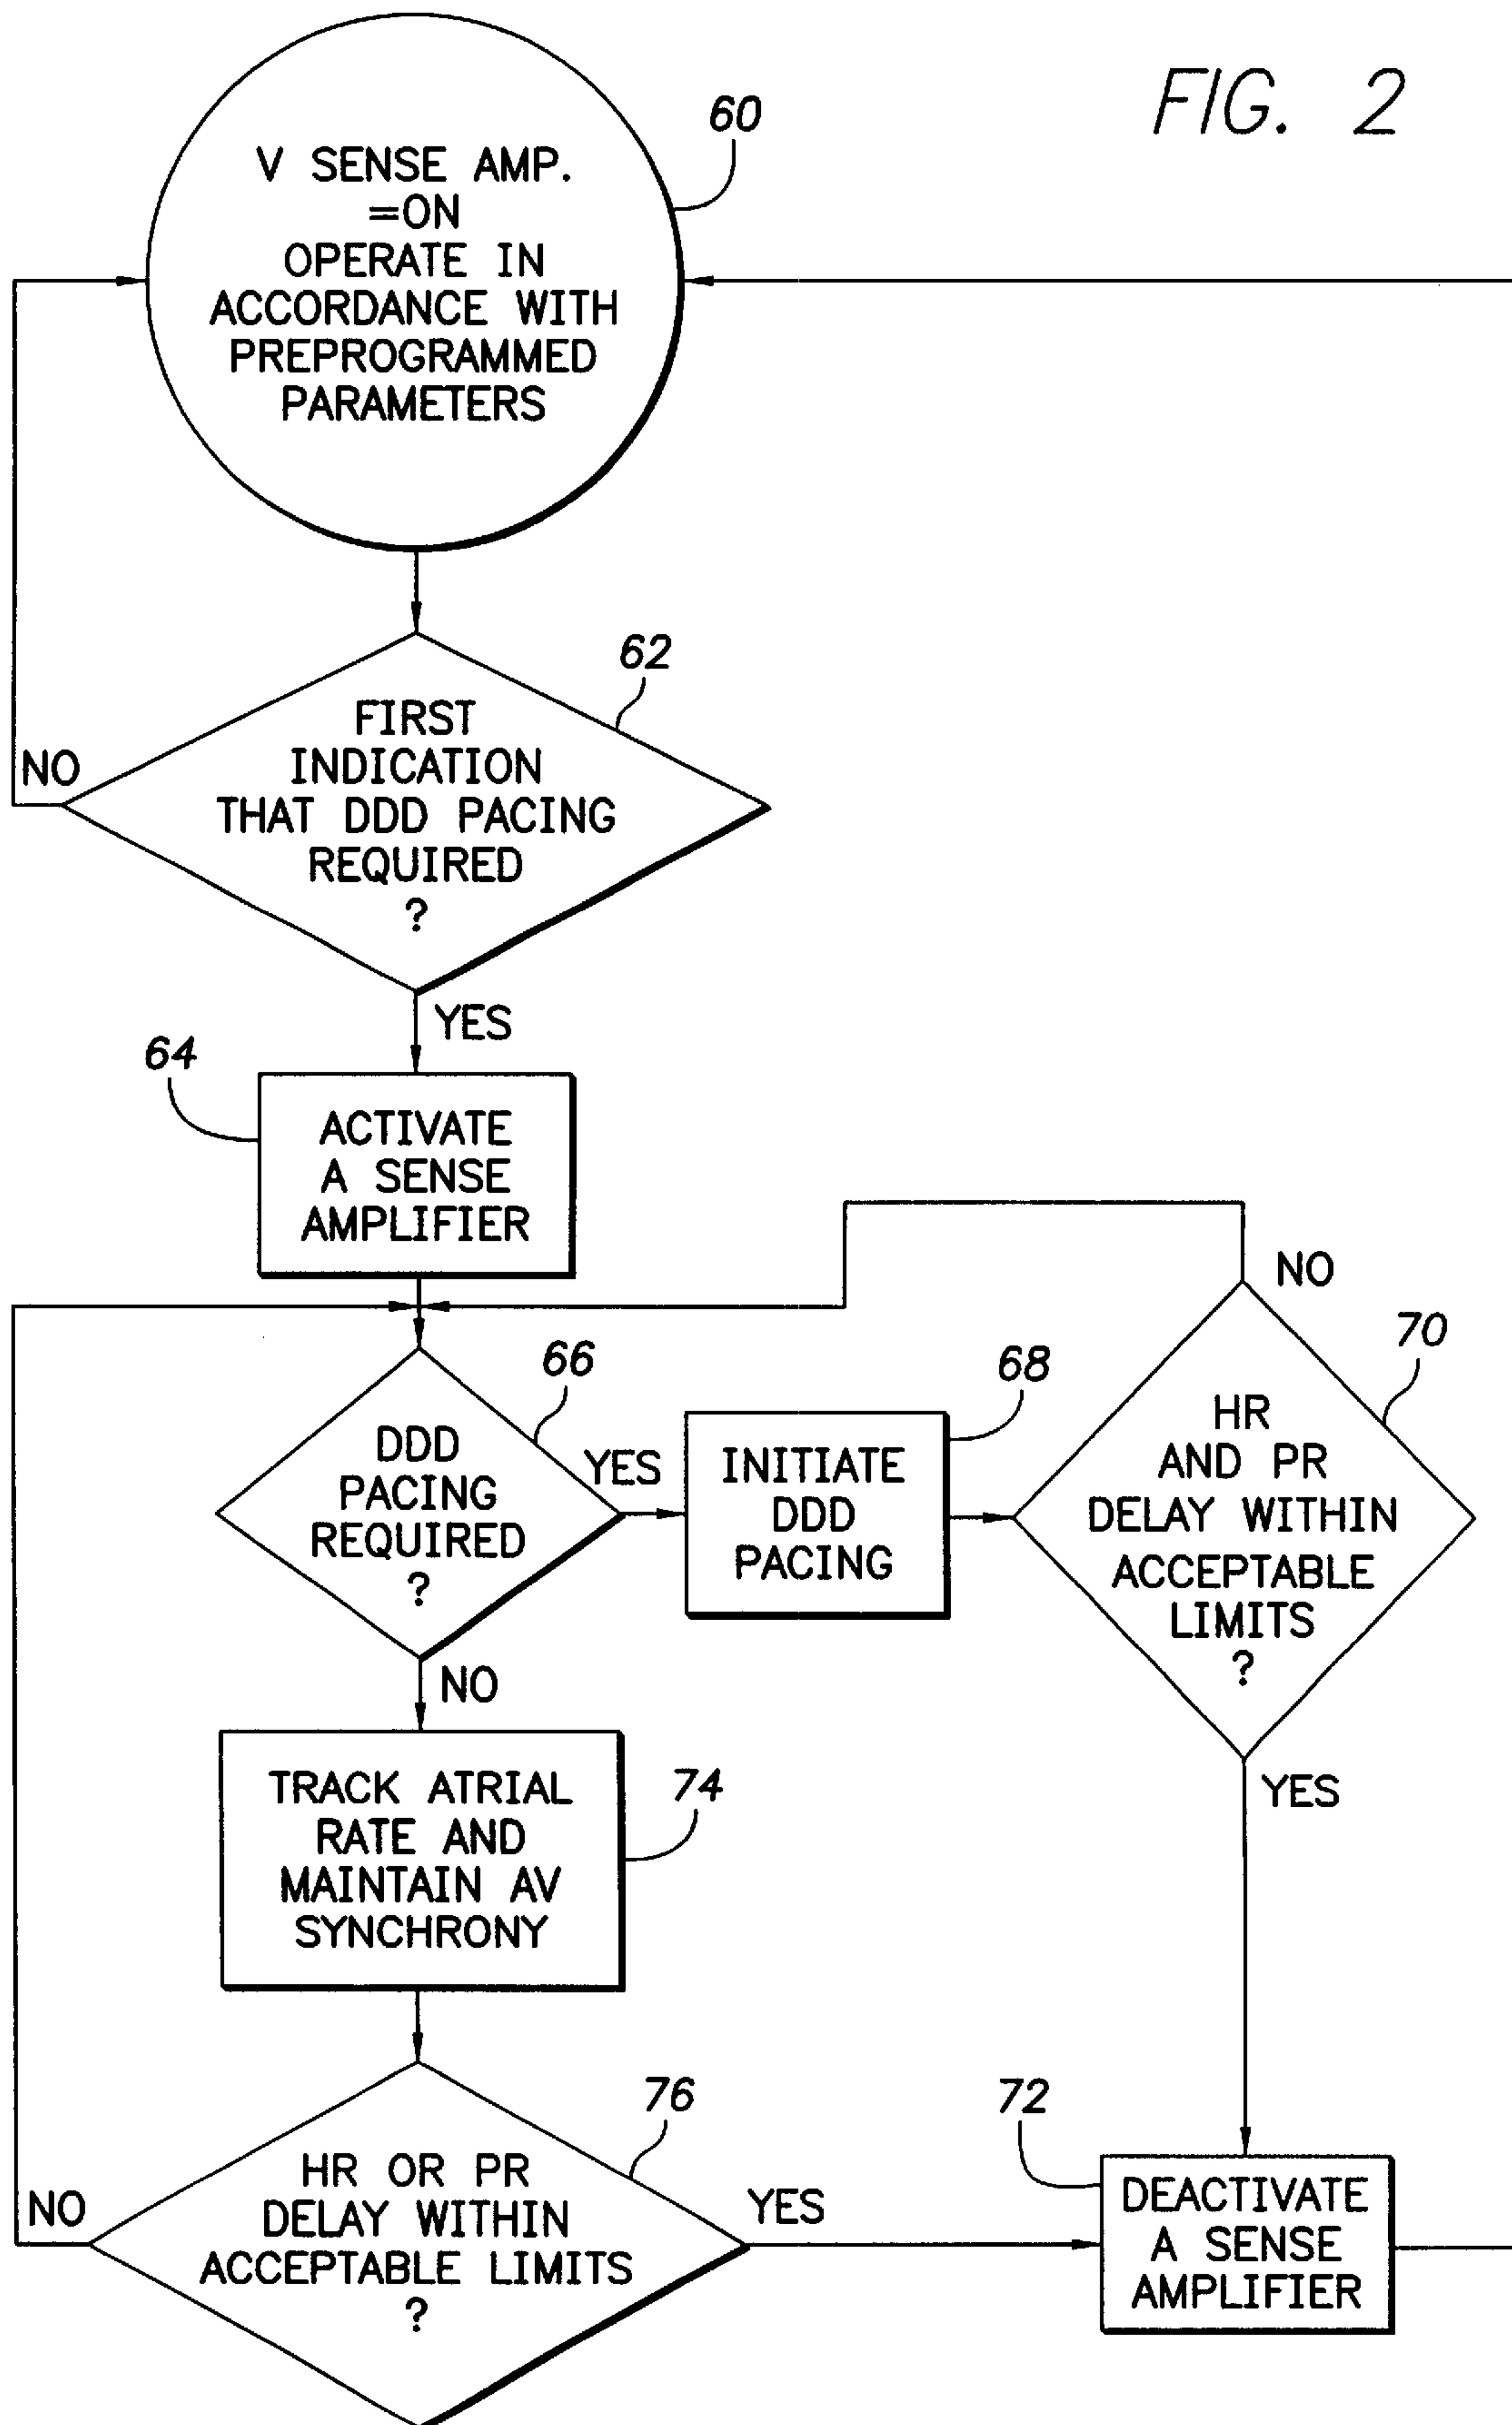 FIG. 2
60
V SENSE AMP.
=ON
OPERATE IN
ACCORDANCE WITH
PREPROGRAMMED
PARAMETERS
62
FIRST
INDICATION
THAT DDD PACING
REQUIRED
?
NO
YES
64
ACTIVATE
A SENSE
AMPLIFIER
66
DDD
PACING
REQUIRED
?
YES
NO
68
INITIATE
DDD
PACING
70
HR
AND PR
DELAY WITHIN
ACCEPTABLE
LIMITS
?
NO
YES
74
TRACK ATRIAL
RATE AND
MAINTAIN AV
SYNCHRONY
76
HR OR PR
DELAY WITHIN
ACCEPTABLE LIMITS
?
NO
YES
72
DEACTIVATE
A SENSE
AMPLIFIER